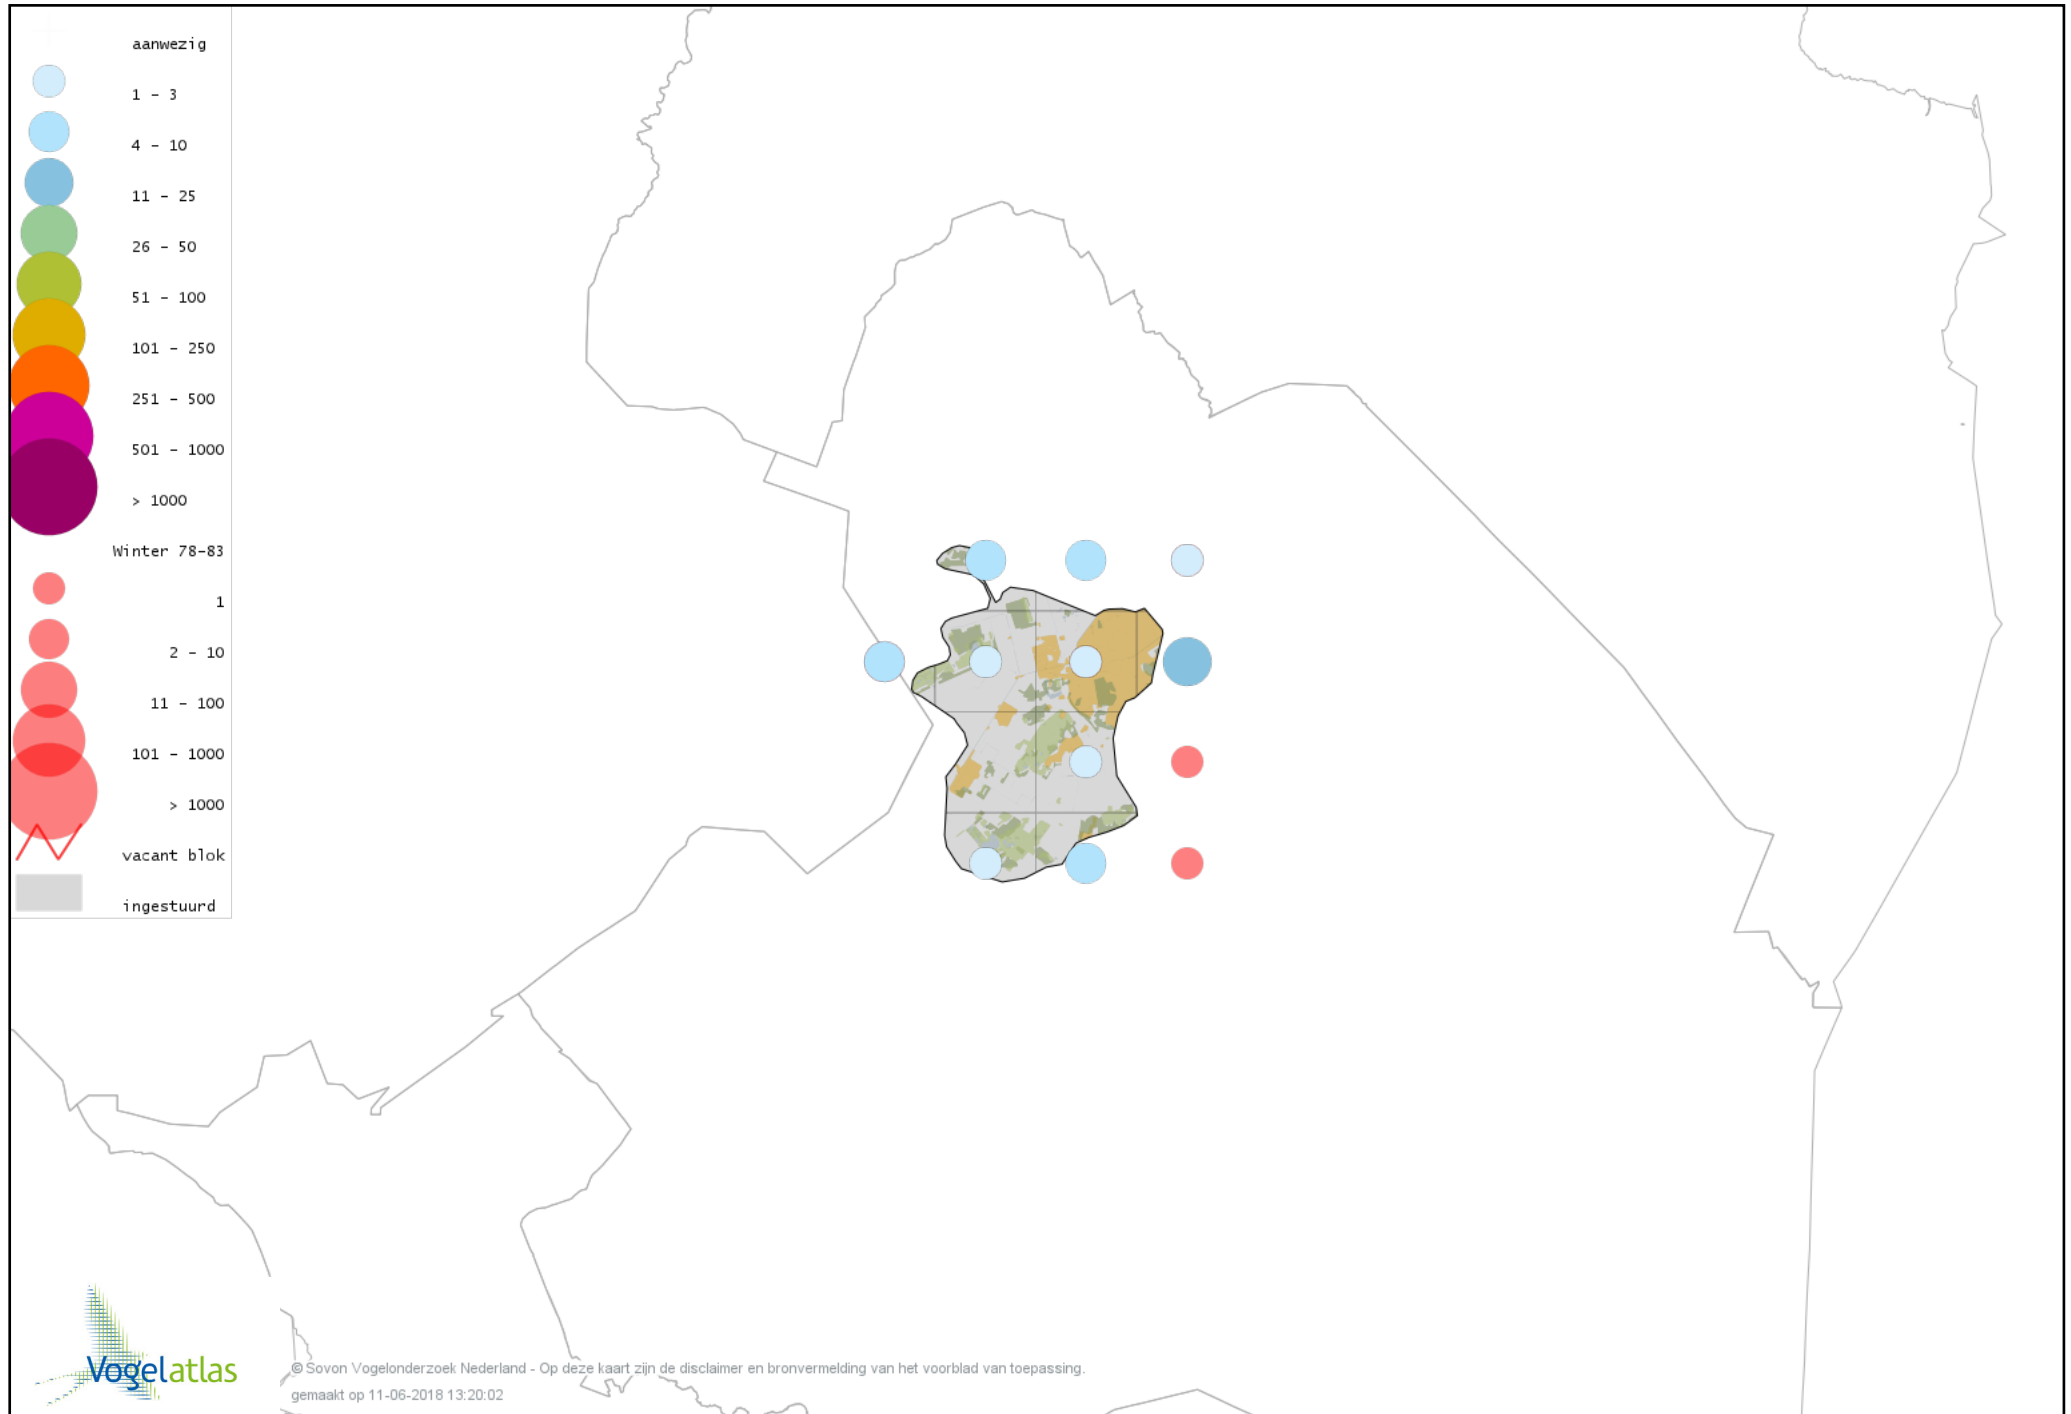 aanwezig
1 - 3
4 - 10
11 - 25
26 - 50
51 - 100
101 - 250
251 - 500
501 - 1000
> 1000
Winter 78-83
1
2 - 10
11 - 100
101 - 1000
> 1000
vacant blok
ingestuurd
Vogelatlas
© Sovon Vogelonderzoek Nederland - Op deze kaart zijn de disclaimer en bronvermelding van het voorblad van toepassing.
gemaakt op 11-06-2018 13:20:02